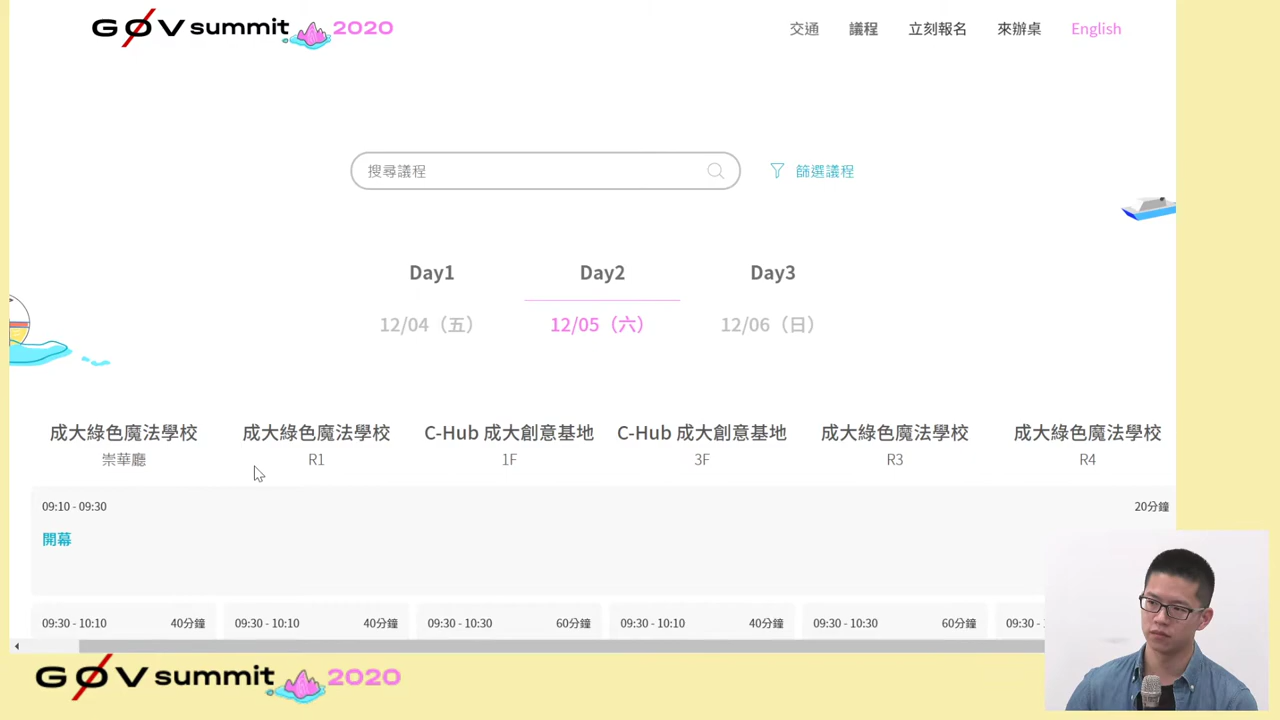 GØV summit 2020
交通 議程 立刻報名 來辦桌 English
搜尋議程 篩選議程
Day1 Day2 Day3
12/04（五） 12/05（六） 12/06（日）
成大綠色魔法學校 成大綠色魔法學校 C-Hub 成大創意基地 C-Hub 成大創意基地 成大綠色魔法學校 成大綠色魔法學校
崇華廳 R1 1F 3F R3 R4
09:10 - 09:30 20分鐘
開幕
09:30 - 10:10 40分鐘 09:30 - 10:10 40分鐘 09:30 - 10:30 60分鐘 09:30 - 10:10 40分鐘 09:30 - 10:30 60分鐘 09:30 -
GØV summit 2020